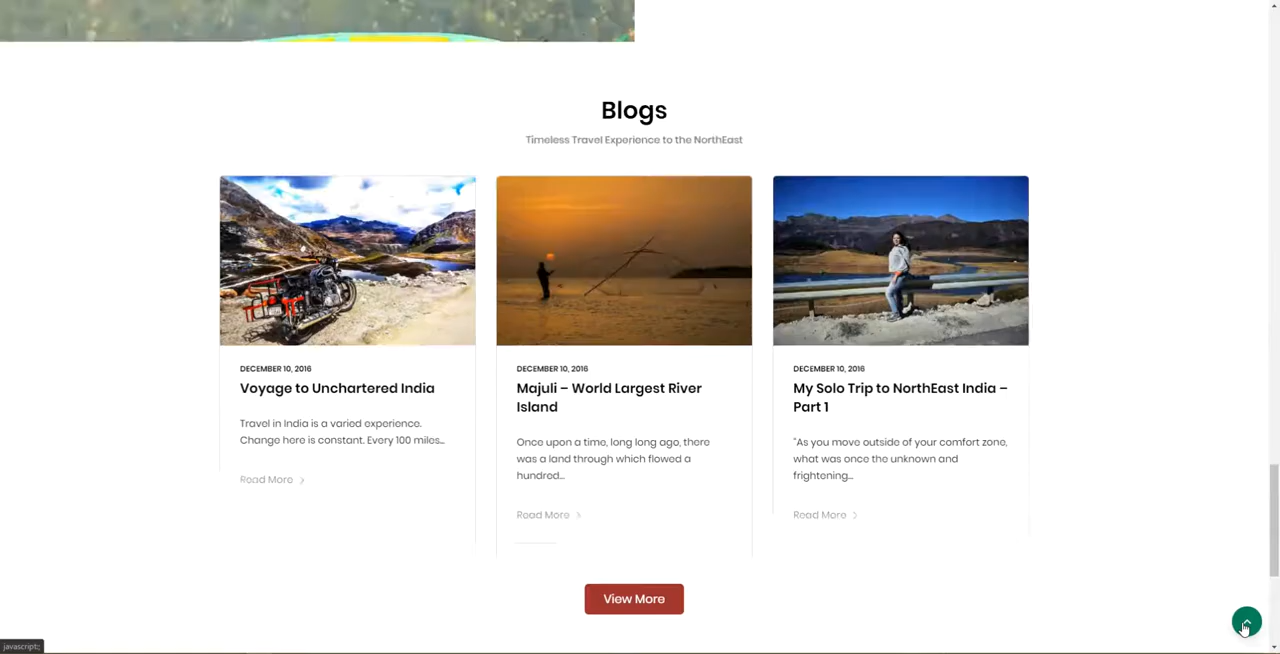 Blogs
Timeless Travel Experience to the NorthEast
DECEMBER 10, 2016
Voyage to Unchartered India
Travel in India is a varied experience.
Change here is constant. Every 100 miles...
Read More
DECEMBER 10, 2016
Majuli – World Largest River
Island
Once upon a time, long long ago, there
was a land through which flowed a
hundred...
Read More
DECEMBER 10, 2016
My Solo Trip to NorthEast India –
Part 1
"As you move outside of your comfort zone,
what was once the unknown and
frightening...
Read More
View More
javascript:;